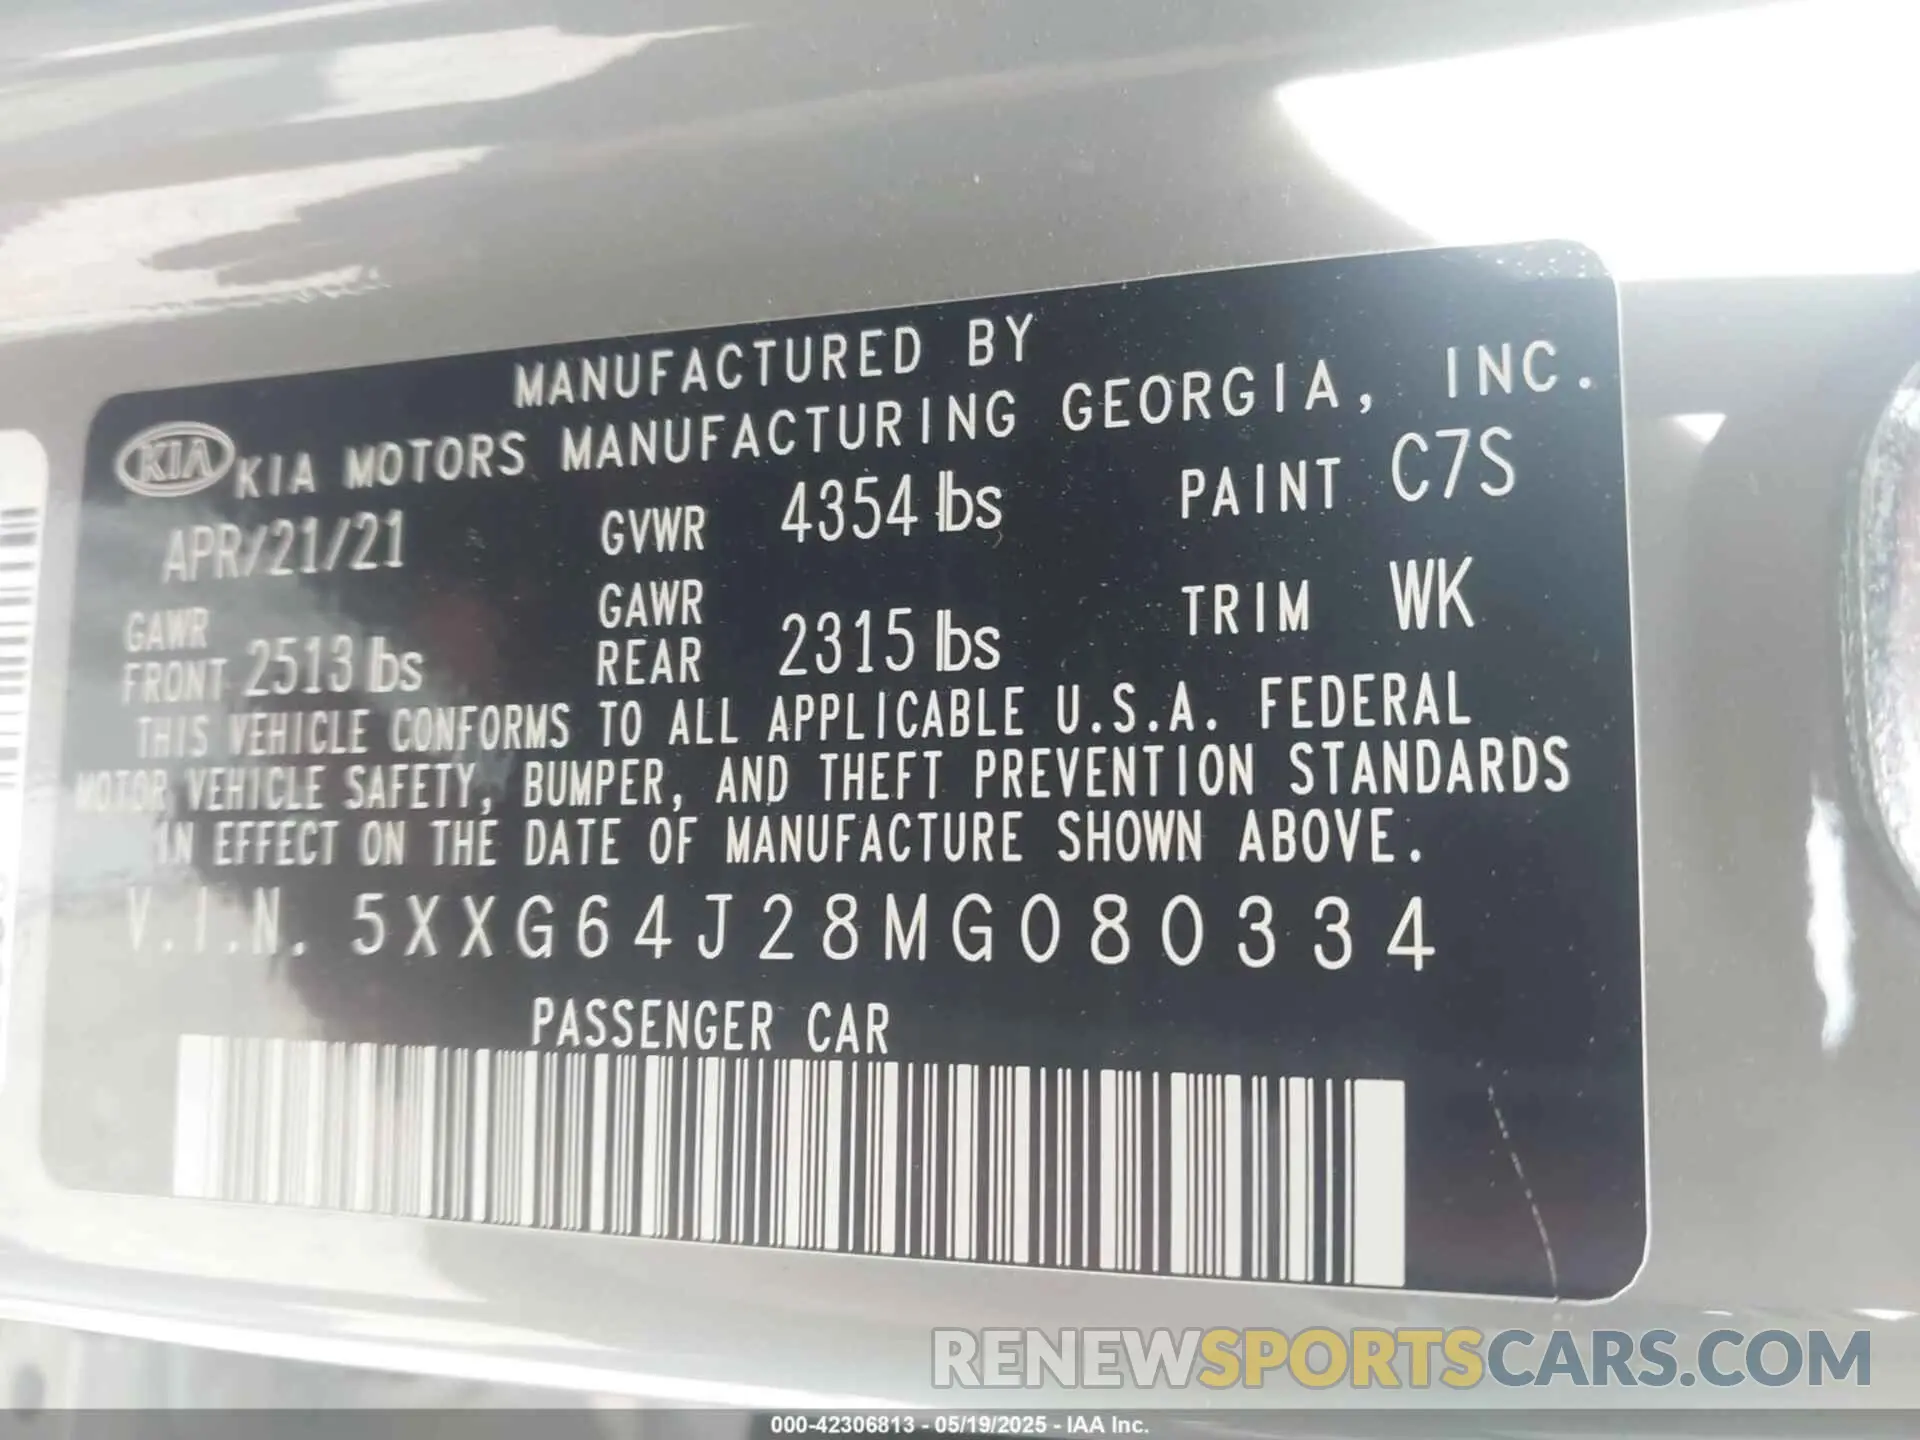 MANUFACTURED BY
KIA KIA MOTORS MANUFACTURING GEORGIA, INC.
APR/21/21 GVWR 4354 lbs PAINT C7S
GAWR FRONT 2513 lbs GAWR REAR 2315 lbs TRIM WK
THIS VEHICLE CONFORMS TO ALL APPLICABLE U.S.A. FEDERAL
MOTOR VEHICLE SAFETY, BUMPER, AND THEFT PREVENTION STANDARDS
IN EFFECT ON THE DATE OF MANUFACTURE SHOWN ABOVE.
V.I.N. 5XXG64J28MG080334
PASSENGER CAR
RENEWSPORTSCARS.COM
000-42306813 - 05/19/2025 - IAA Inc.